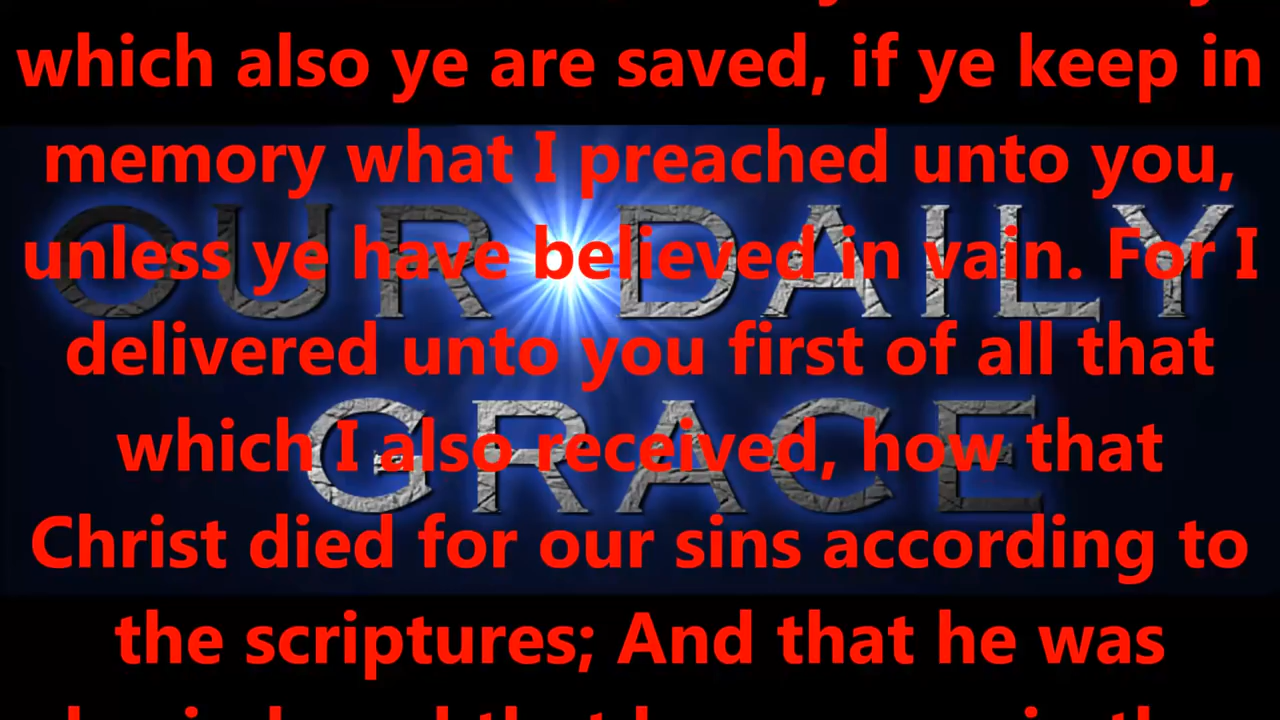 which also ye are saved, if ye keep in
memory what I preached unto you,
unless ye have believed in vain. For I
delivered unto you first of all that
which I also received, how that
Christ died for our sins according to
the scriptures; And that he was
OUR DAILY
GRACE